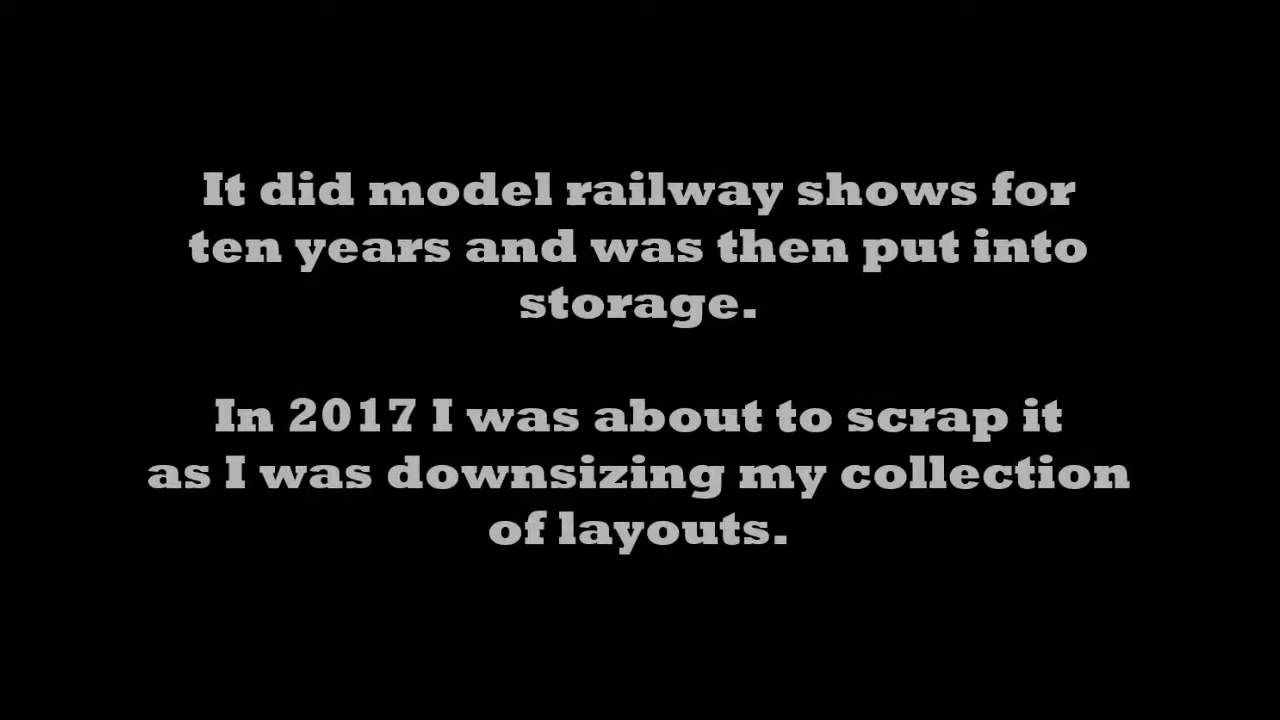 It did model railway shows for
ten years and was then put into
storage.
In 2017 I was about to scrap it
as I was downsizing my collection
of layouts.